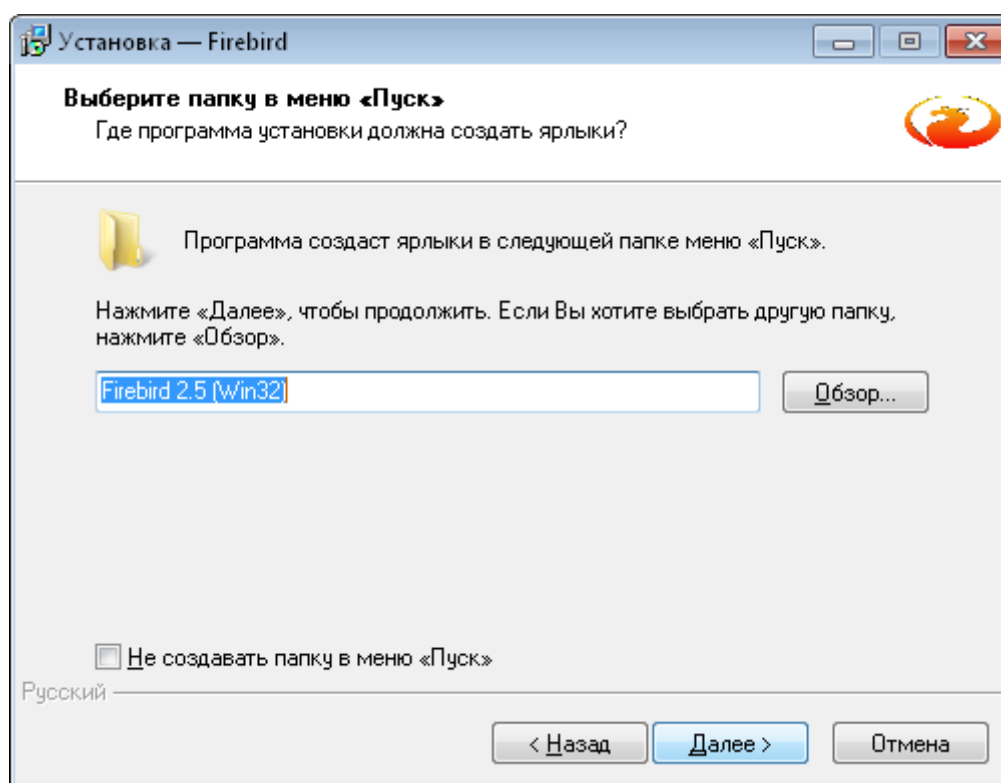 Установка — Firebird
Выберите папку в меню «Пуск»
Где программа установки должна создать ярлыки?
Программа создаст ярлыки в следующей папке меню «Пуск».
Нажмите «Далее», чтобы продолжить. Если Вы хотите выбрать другую папку,
нажмите «Обзор».
Firebird 2.5 (Win32)
Обзор...
Не создавать папку в меню «Пуск»
Русский
< Назад
Далее >
Отмена